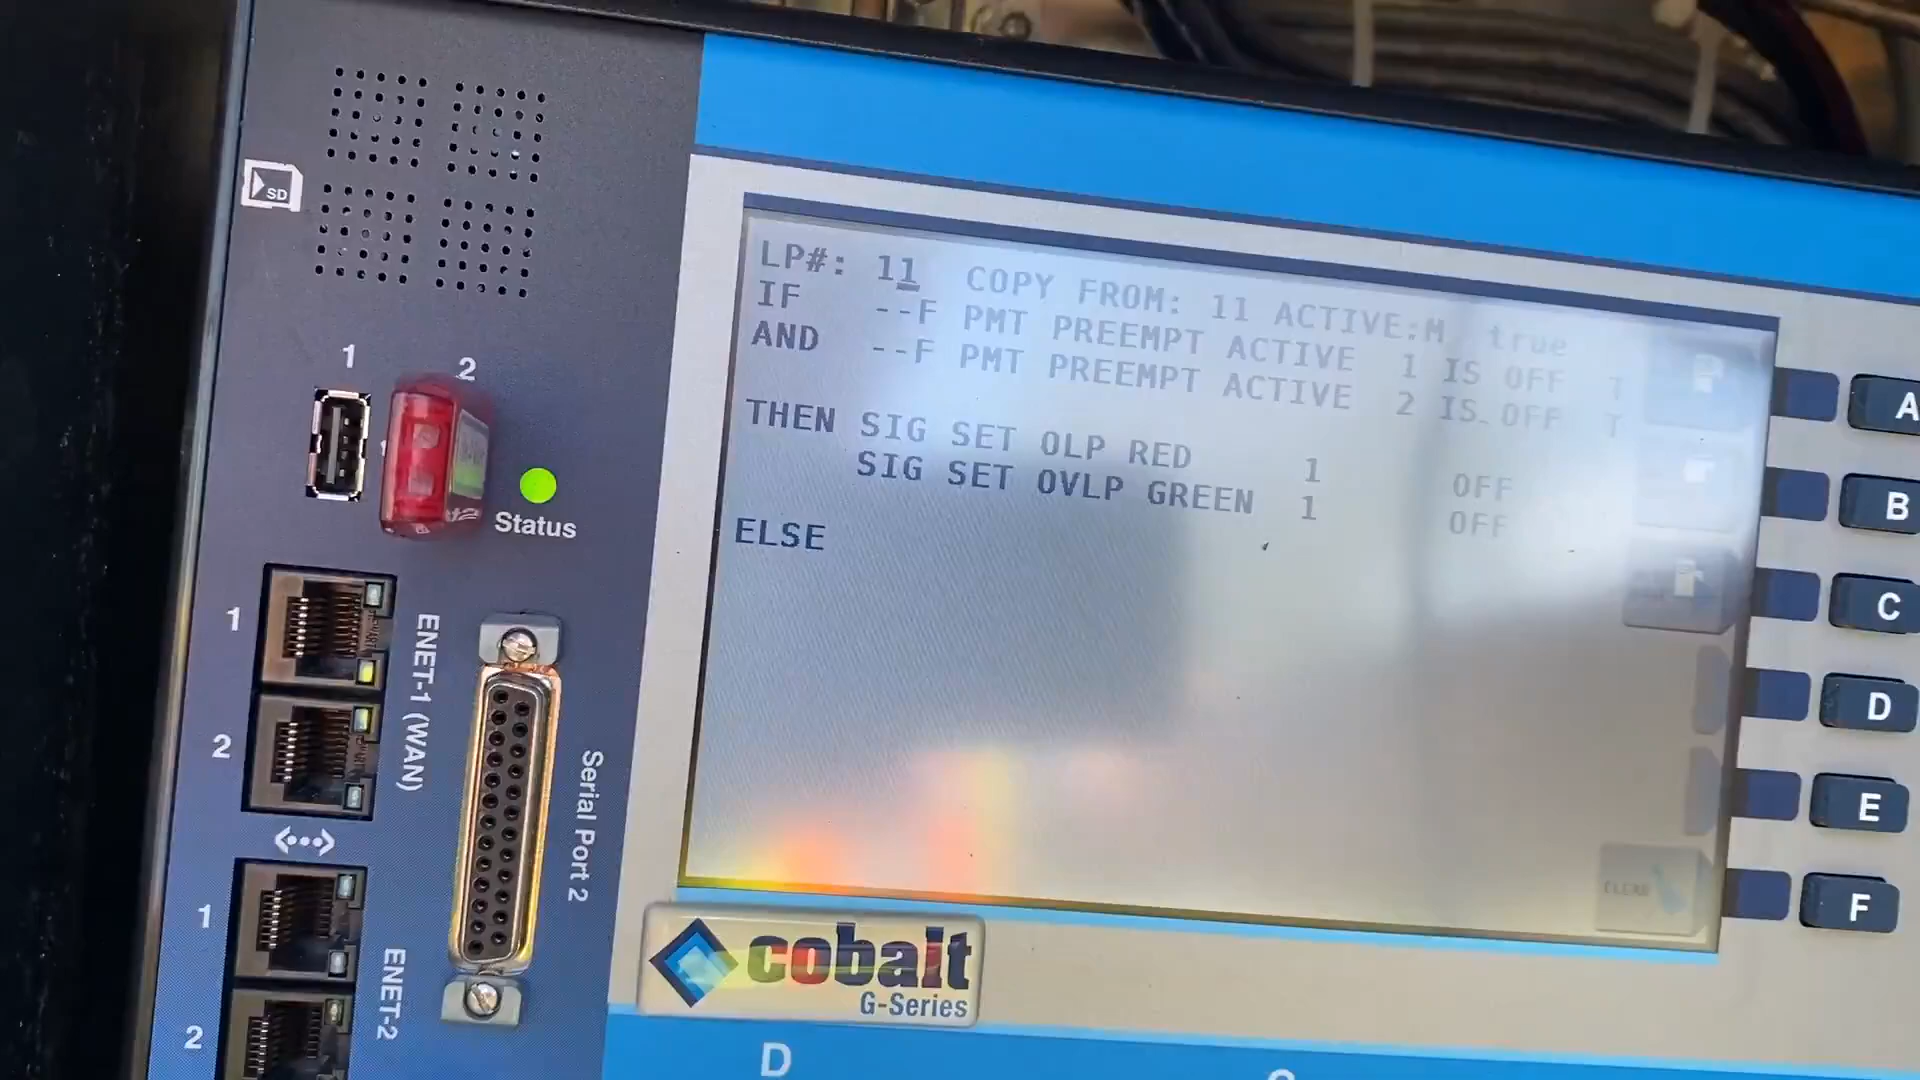 SD
LP#: 11 COPY FROM: 11 ACTIVE:M true
IF --F PMT PREEMPT ACTIVE 1 IS OFF T
AND --F PMT PREEMPT ACTIVE 2 IS OFF T
THEN SIG SET OLP RED 1 OFF
SIG SET OVLP GREEN 1 OFF
ELSE
CLEAR
A
B
C
D
E
F
1
2
Status
1
2
ENET-1 (WAN)
Serial Port 2
1
2
ENET-2
cobalt
G-Series
D